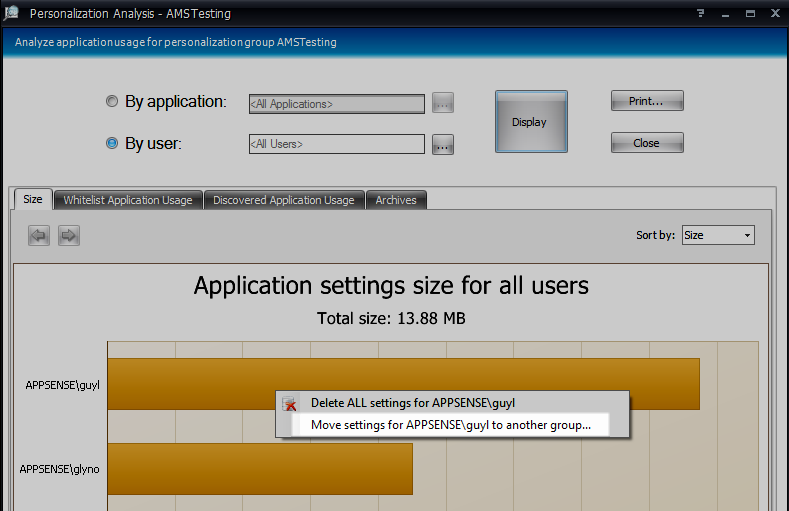 Personalization Analysis - AMSTesting
?
Analyze application usage for personalization group AMSTesting
By application: <All Applications> ... Display Print...
By user: <All Users> ... Close
Size Whitelist Application Usage Discovered Application Usage Archives
Sort by: Size
Application settings size for all users
Total size: 13.88 MB
APPSENSE\guyl
Delete ALL settings for APPSENSE\guyl
Move settings for APPSENSE\guyl to another group...
APPSENSE\glyno